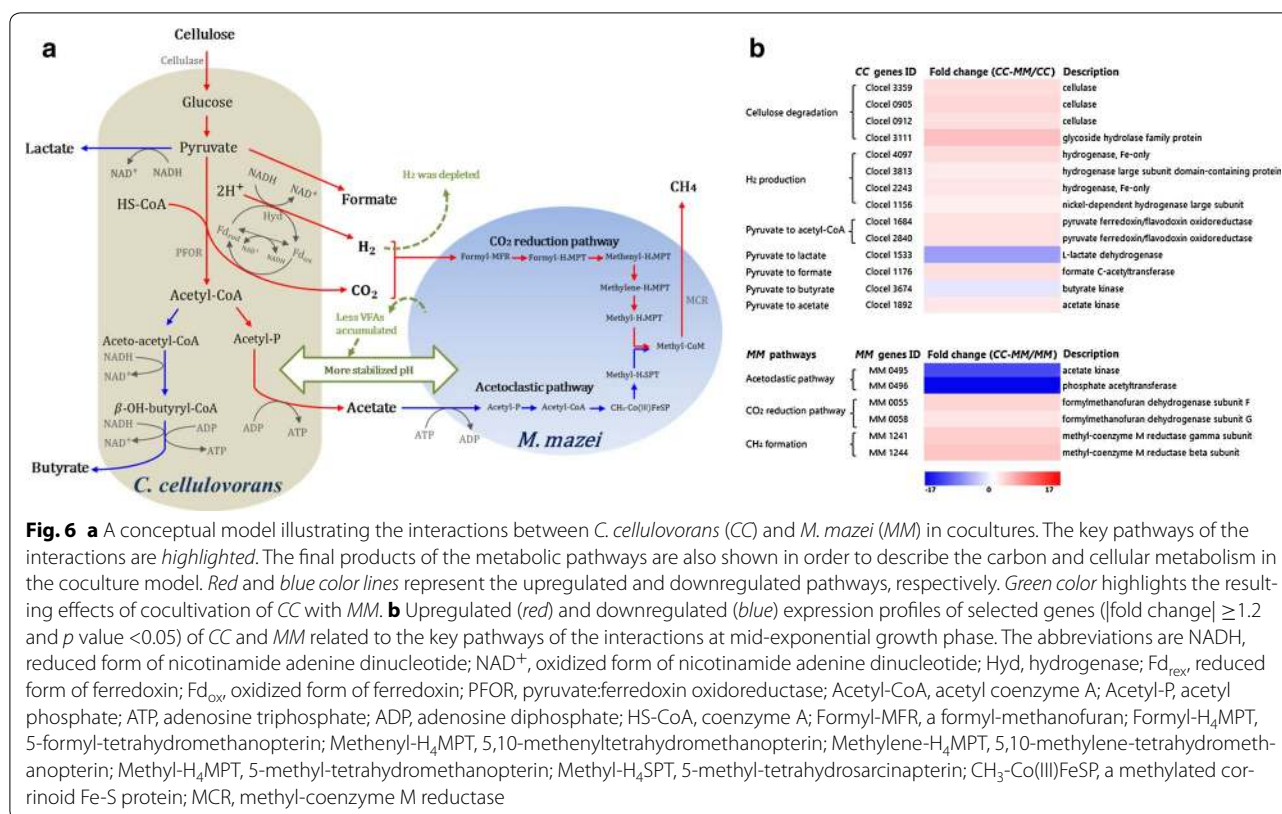 a
Cellulose
Cellulase
Glucose
Lactate
Pyruvate
NAD⁺
NADH
2H⁺
NADH
NAD⁺
Formate
HS-CoA
Hyd
Fd_red
NAD⁺
NADH
Fd_ox
PFOR
H₂
CO₂
Acetyl-CoA
Aceto-acetyl-CoA
Acetyl-P
NADH
NAD⁺
β-OH-butyryl-CoA
NADH
ADP
NAD⁺
ATP
ADP
ATP
Butyrate
Acetate
C. cellulovorans
H₂ was depleted
Less VFAs
accumulated
More stabilized pH
CH4
CO₂ reduction pathway
Formyl-MFR
Formyl-H₄MPT
Methenyl-H₄MPT
Methylene-H₄MPT
Methyl-H₄MPT
MCR
Methyl-CoM
Methyl-H₄SPT
Acetoclastic pathway
Acetyl-P
Acetyl-CoA
CH₃-Co(III)FeSP
ATP
ADP
M. mazei
b
CC genes ID Fold change (CC-MM/CC) Description
Cellulose degradation
Clocel 3359 cellulase
Clocel 0905 cellulase
Clocel 0912 cellulase
Clocel 3111 glycoside hydrolase family protein
H₂ production
Clocel 4097 hydrogenase, Fe-only
Clocel 3813 hydrogenase large subunit domain-containing protein
Clocel 2243 hydrogenase, Fe-only
Clocel 1156 nickel-dependent hydrogenase large subunit
Pyruvate to acetyl-CoA
Clocel 1684 pyruvate ferredoxin/flavodoxin oxidoreductase
Clocel 2840 pyruvate ferredoxin/flavodoxin oxidoreductase
Pyruvate to lactate Clocel 1533 L-lactate dehydrogenase
Pyruvate to formate Clocel 1176 formate C-acetyltransferase
Pyruvate to butyrate Clocel 3674 butyrate kinase
Pyruvate to acetate Clocel 1892 acetate kinase
MM pathways MM genes ID Fold change (CC-MM/MM) Description
Acetoclastic pathway
MM 0495 acetate kinase
MM 0496 phosphate acetyltransferase
CO₂ reduction pathway
MM 0055 formylmethanofuran dehydrogenase subunit F
MM 0058 formylmethanofuran dehydrogenase subunit G
CH₄ formation
MM 1241 methyl-coenzyme M reductase gamma subunit
MM 1244 methyl-coenzyme M reductase beta subunit
-17 0 17
Fig. 6 a A conceptual model illustrating the interactions between C. cellulovorans (CC) and M. mazei (MM) in cocultures. The key pathways of the
interactions are highlighted. The final products of the metabolic pathways are also shown in order to describe the carbon and cellular metabolism in
the coculture model. Red and blue color lines represent the upregulated and downregulated pathways, respectively. Green color highlights the result-
ing effects of cocultivation of CC with MM. b Upregulated (red) and downregulated (blue) expression profiles of selected genes (|fold change| ≥1.2
and p value <0.05) of CC and MM related to the key pathways of the interactions at mid-exponential growth phase. The abbreviations are NADH,
reduced form of nicotinamide adenine dinucleotide; NAD⁺, oxidized form of nicotinamide adenine dinucleotide; Hyd, hydrogenase; Fd_rex, reduced
form of ferredoxin; Fd_ox, oxidized form of ferredoxin; PFOR, pyruvate:ferredoxin oxidoreductase; Acetyl-CoA, acetyl coenzyme A; Acetyl-P, acetyl
phosphate; ATP, adenosine triphosphate; ADP, adenosine diphosphate; HS-CoA, coenzyme A; Formyl-MFR, a formyl-methanofuran; Formyl-H₄MPT,
5-formyl-tetrahydromethanopterin; Methenyl-H₄MPT, 5,10-methenyltetrahydromethanopterin; Methylene-H₄MPT, 5,10-methylene-tetrahydrometh-
anopterin; Methyl-H₄MPT, 5-methyl-tetrahydromethanopterin; Methyl-H₄SPT, 5-methyl-tetrahydrosarcinapterin; CH₃-Co(III)FeSP, a methylated cor-
rinoid Fe-S protein; MCR, methyl-coenzyme M reductase